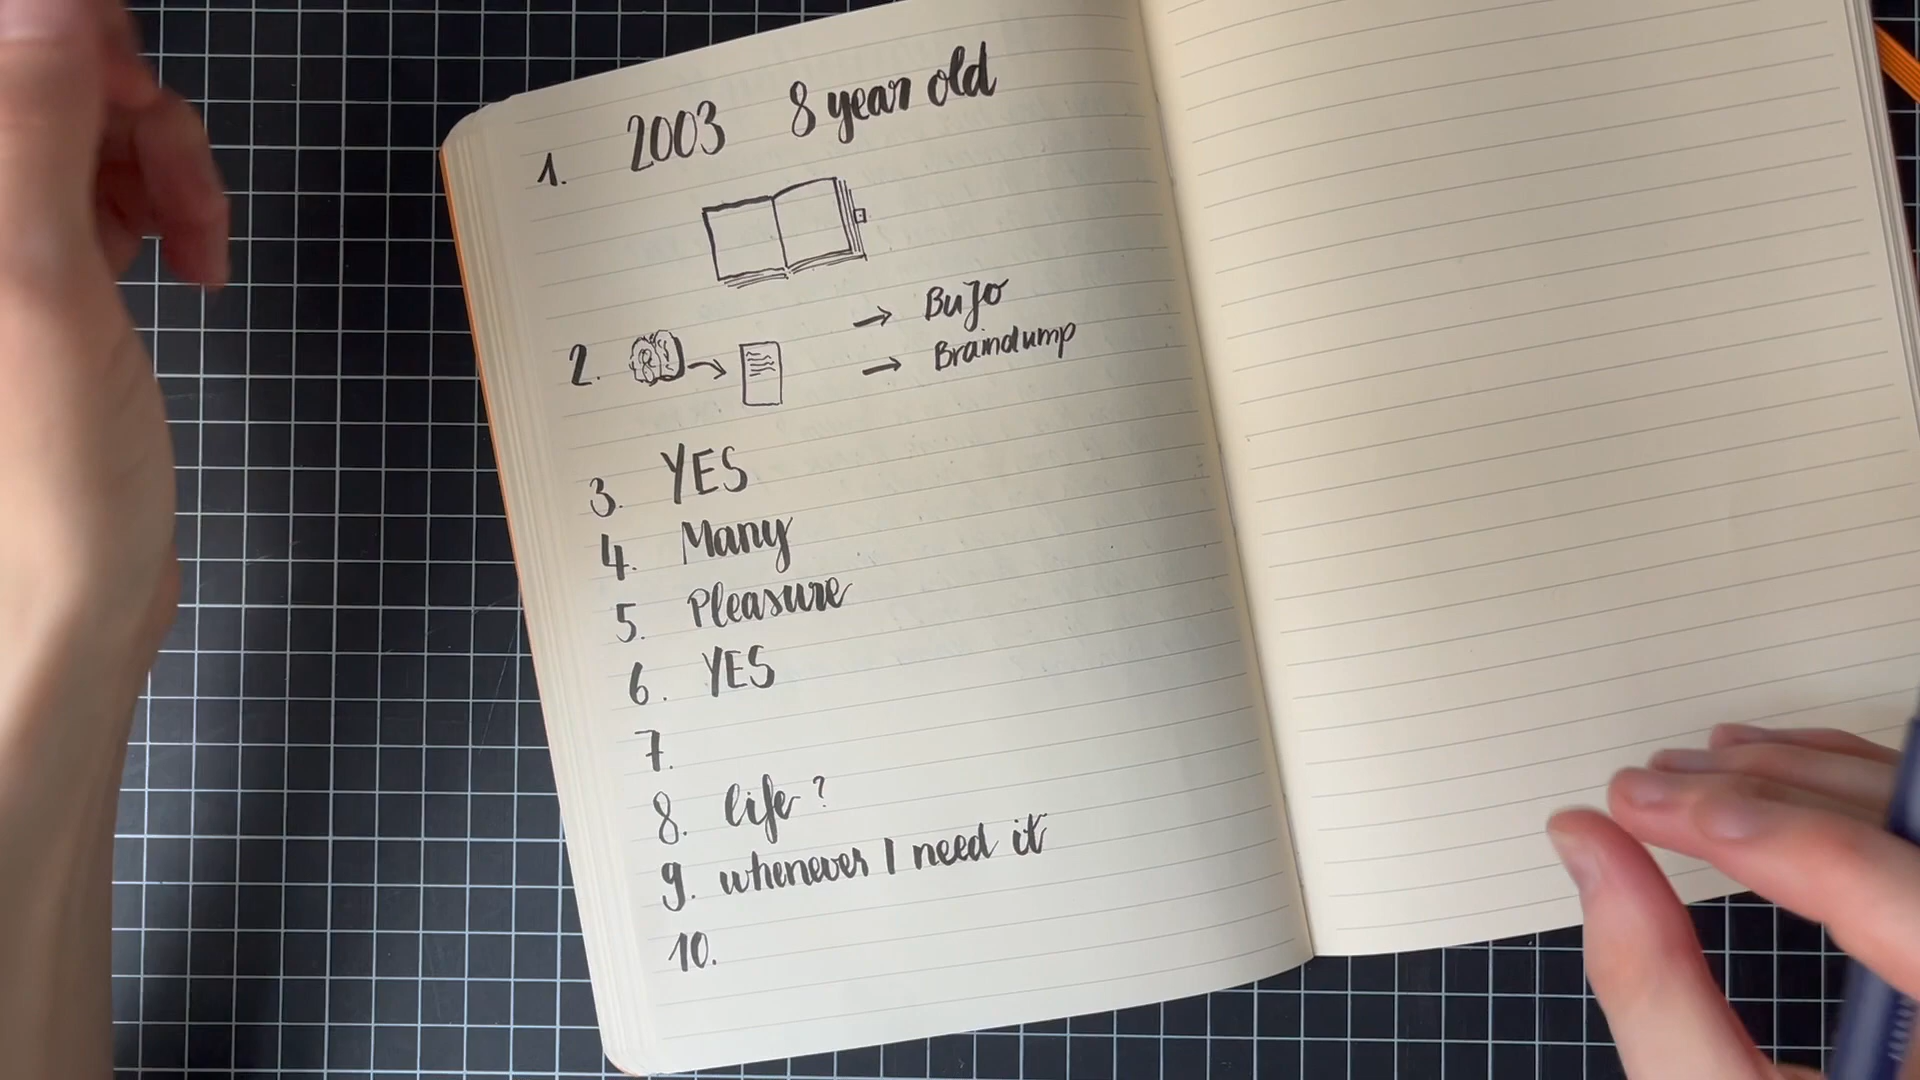 1. 2003 8 year old
2. → BuJo
→ Braindump
3. YES
4. Many
5. Pleasure
6. YES
7.
8. life?
9. whenever I need it
10.